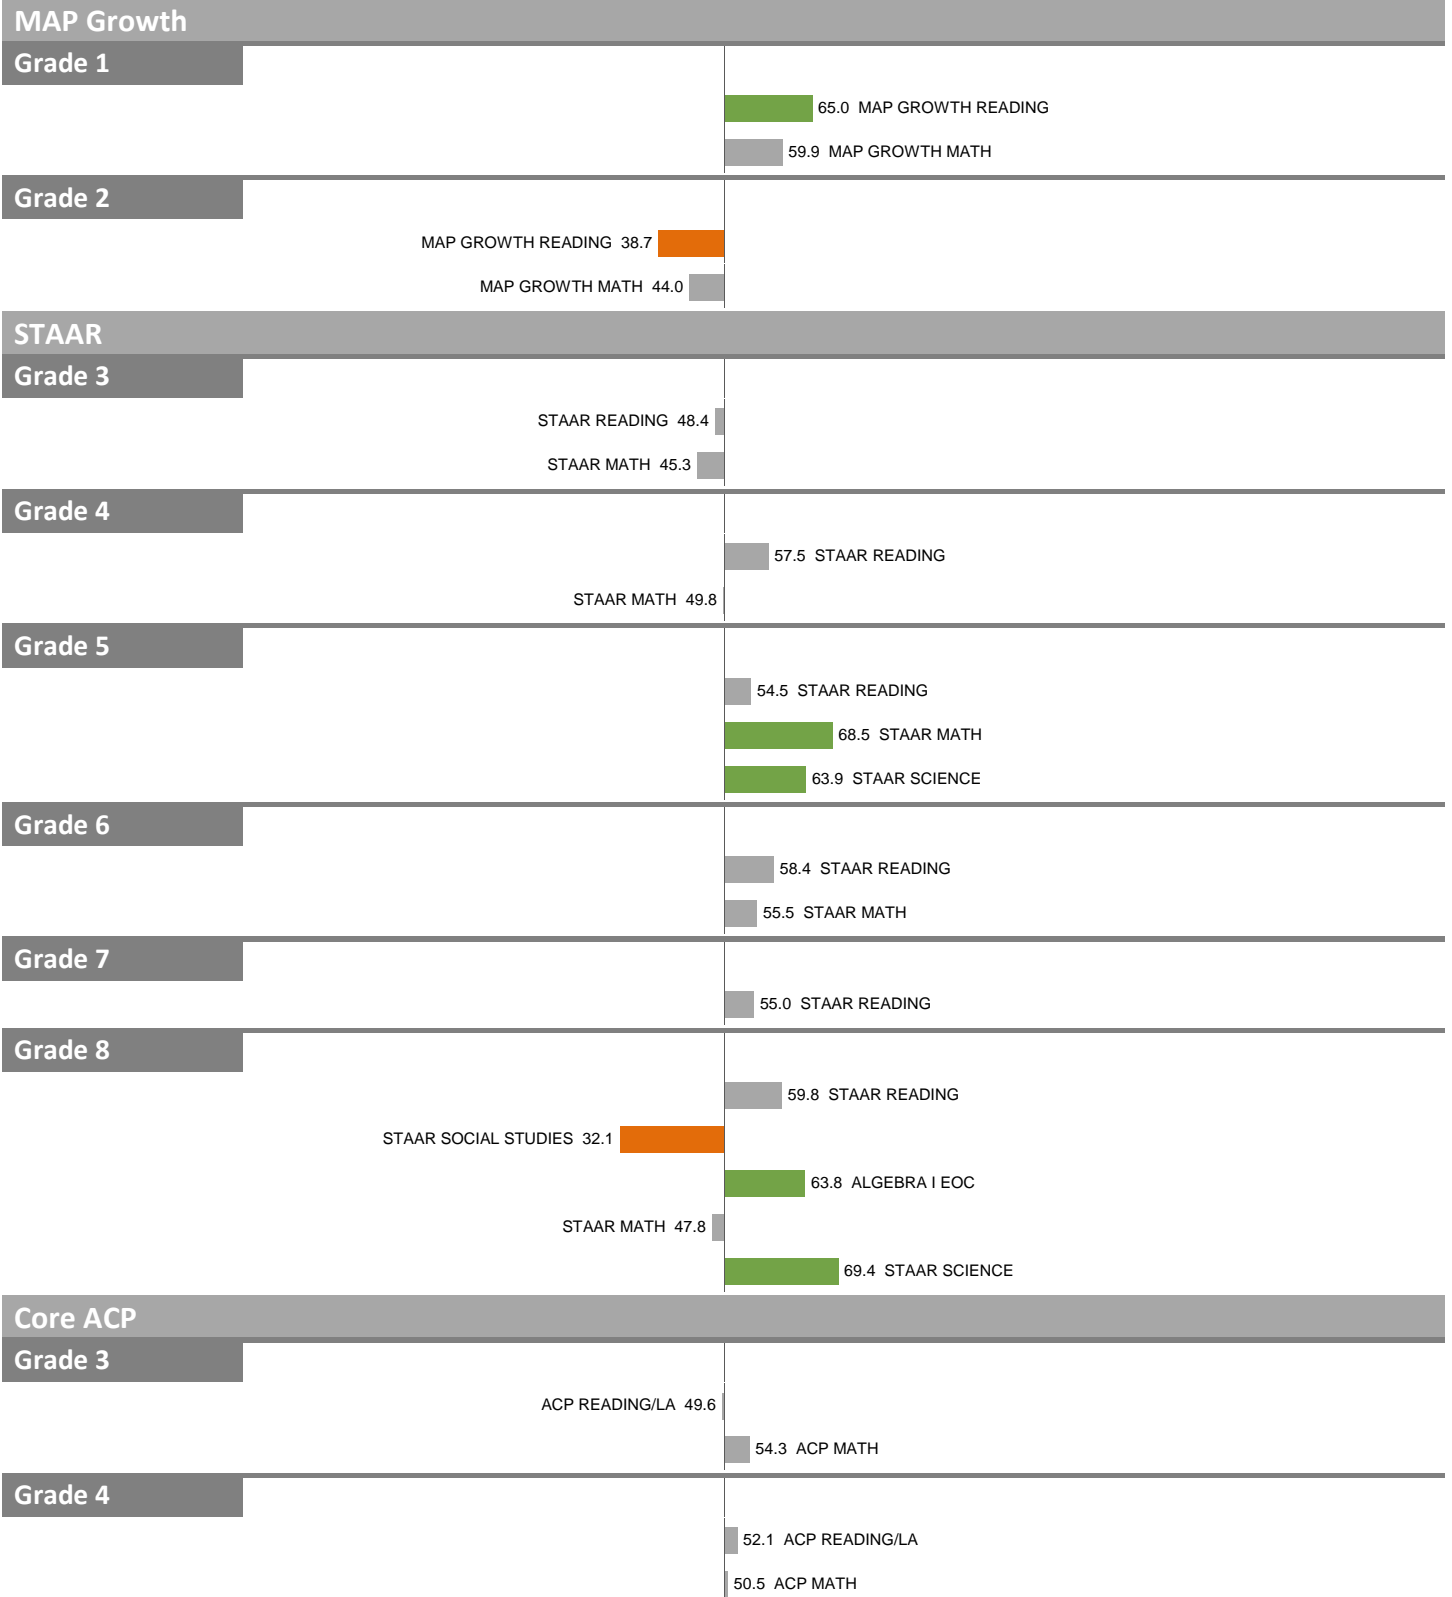 MAP Growth
Grade 1
65.0 MAP GROWTH READING
59.9 MAP GROWTH MATH
Grade 2
MAP GROWTH READING 38.7
MAP GROWTH MATH 44.0
STAAR
Grade 3
STAAR READING 48.4
STAAR MATH 45.3
Grade 4
57.5 STAAR READING
STAAR MATH 49.8
Grade 5
54.5 STAAR READING
68.5 STAAR MATH
63.9 STAAR SCIENCE
Grade 6
58.4 STAAR READING
55.5 STAAR MATH
Grade 7
55.0 STAAR READING
Grade 8
59.8 STAAR READING
STAAR SOCIAL STUDIES 32.1
63.8 ALGEBRA I EOC
STAAR MATH 47.8
69.4 STAAR SCIENCE
Core ACP
Grade 3
ACP READING/LA 49.6
54.3 ACP MATH
Grade 4
52.1 ACP READING/LA
50.5 ACP MATH